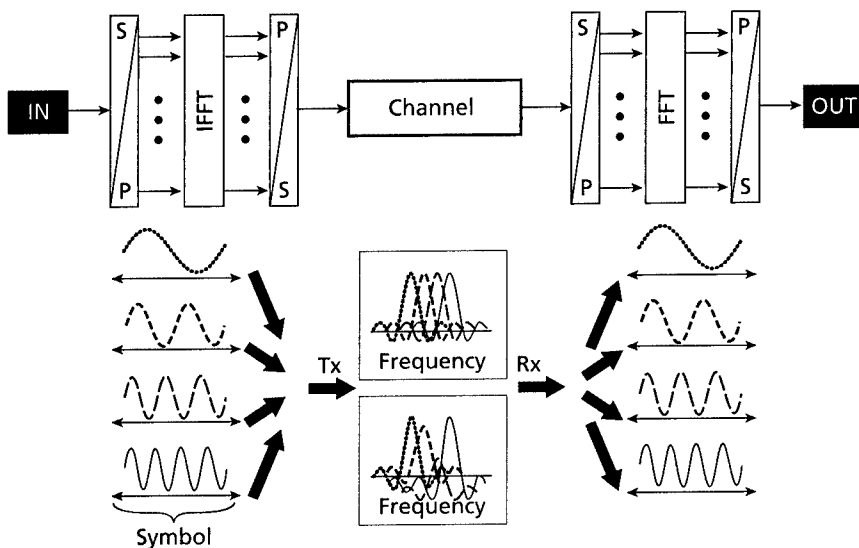 S P S P
IN IFFT Channel FFT OUT
P S P S
Tx Frequency Rx
Frequency
Symbol